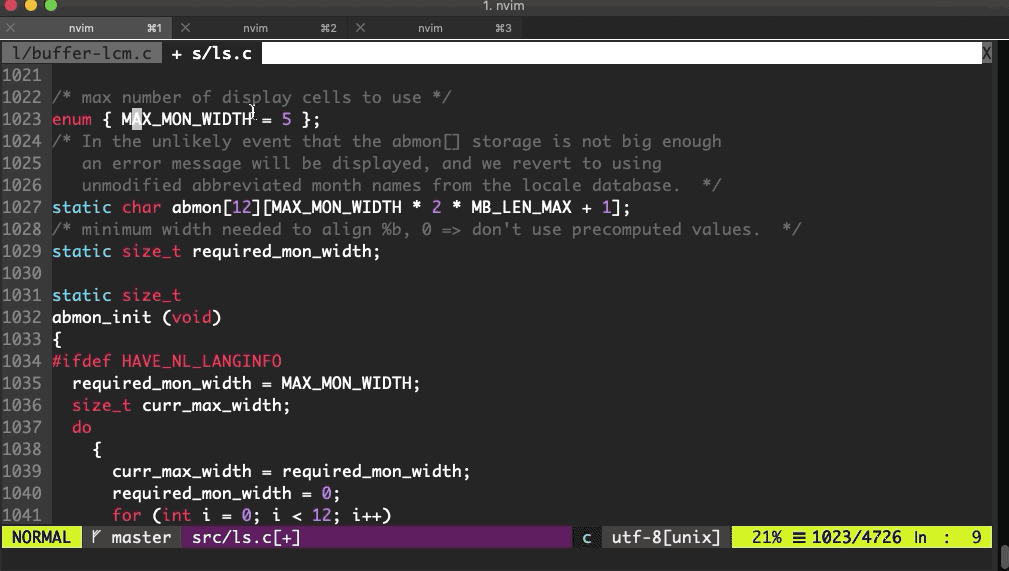 1. nvim
nvim ⌘1 nvim ⌘2 nvim ⌘3
l/buffer-lcm.c + s/ls.c X
1021
1022 /* max number of display cells to use */
1023 enum { MAX_MON_WIDTH = 5 };
1024 /* In the unlikely event that the abmon[] storage is not big enough
1025    an error message will be displayed, and we revert to using
1026    unmodified abbreviated month names from the locale database.  */
1027 static char abmon[12][MAX_MON_WIDTH * 2 * MB_LEN_MAX + 1];
1028 /* minimum width needed to align %b, 0 => don't use precomputed values.  */
1029 static size_t required_mon_width;
1030
1031 static size_t
1032 abmon_init (void)
1033 {
1034 #ifdef HAVE_NL_LANGINFO
1035   required_mon_width = MAX_MON_WIDTH;
1036   size_t curr_max_width;
1037   do
1038     {
1039       curr_max_width = required_mon_width;
1040       required_mon_width = 0;
1041       for (int i = 0; i < 12; i++)
NORMAL master src/ls.c[+] c utf-8[unix] 21% ☰ 1023/4726 ln : 9